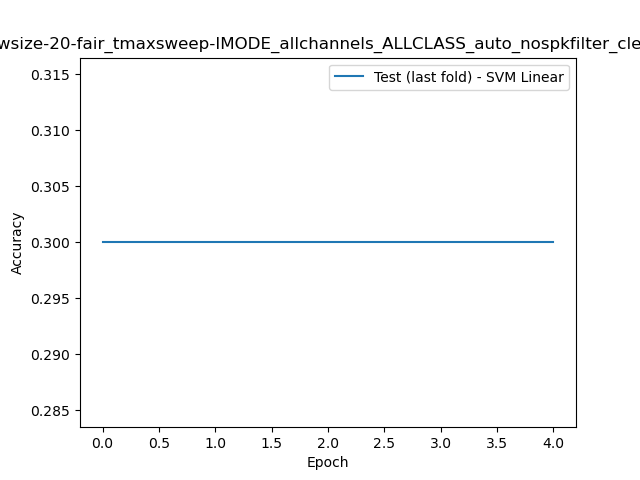 wsize-20-fair_tmaxsweep-IMODE_allchannels_ALLCLASS_auto_nospkfilter_cle
Test (last fold) - SVM Linear
0.315
0.310
0.305
0.300
0.295
0.290
0.285
Accuracy
0.0 0.5 1.0 1.5 2.0 2.5 3.0 3.5 4.0
Epoch